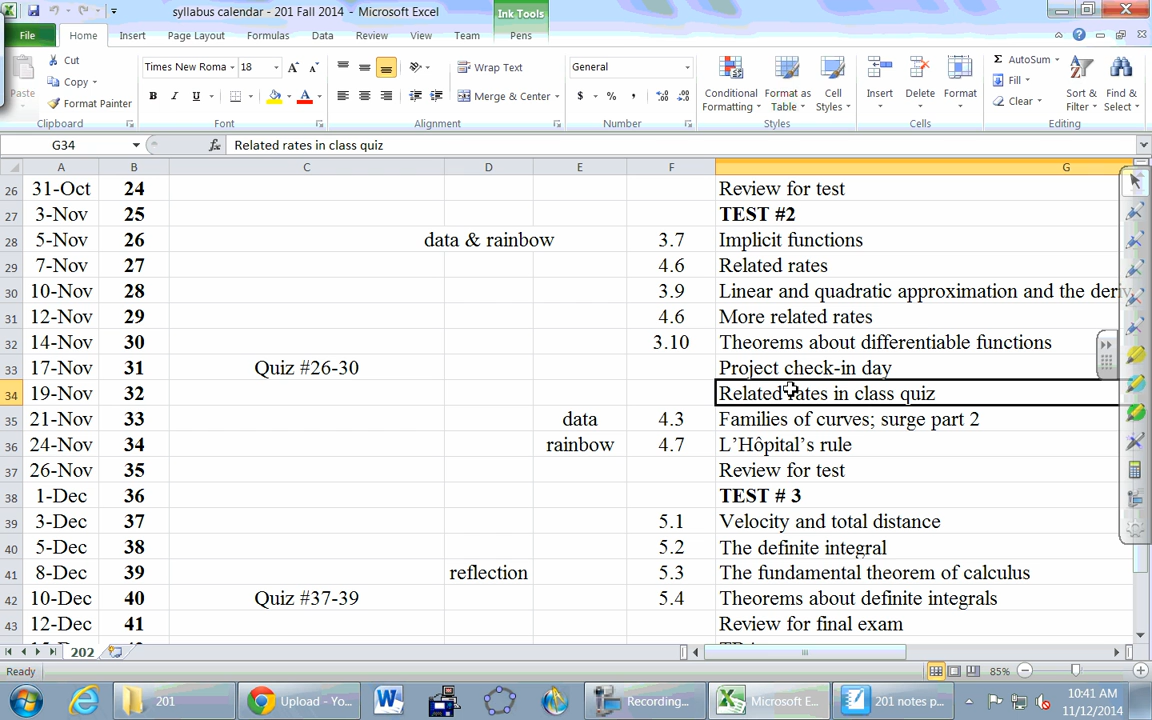 syllabus calendar - 201 Fall 2014 - Microsoft Excel
Ink Tools
File Home Insert Page Layout Formulas Data Review View Team Pens
Cut
Copy
Format Painter
Paste
Times New Roma 18
B I U
Wrap Text
Merge & Center
General
$ % ,
Conditional Formatting
Format as Table
Cell Styles
Insert
Delete
Format
AutoSum
Fill
Clear
Sort & Filter
Find & Select
Clipboard Font Alignment Number Styles Cells Editing
G34 fx Related rates in class quiz
A B C D E F G
26 31-Oct 24 Review for test
27 3-Nov 25 TEST #2
28 5-Nov 26 data & rainbow 3.7 Implicit functions
29 7-Nov 27 4.6 Related rates
30 10-Nov 28 3.9 Linear and quadratic approximation and the deriv
31 12-Nov 29 4.6 More related rates
32 14-Nov 30 3.10 Theorems about differentiable functions
33 17-Nov 31 Quiz #26-30 Project check-in day
34 19-Nov 32 Related rates in class quiz
35 21-Nov 33 data 4.3 Families of curves; surge part 2
36 24-Nov 34 rainbow 4.7 L’Hôpital’s rule
37 26-Nov 35 Review for test
38 1-Dec 36 TEST # 3
39 3-Dec 37 5.1 Velocity and total distance
40 5-Dec 38 5.2 The definite integral
41 8-Dec 39 reflection 5.3 The fundamental theorem of calculus
42 10-Dec 40 Quiz #37-39 5.4 Theorems about definite integrals
43 12-Dec 41 Review for final exam
202
Ready 85%
201 Upload - Yo... Recording... Microsoft E... 201 notes p...
10:41 AM
11/12/2014